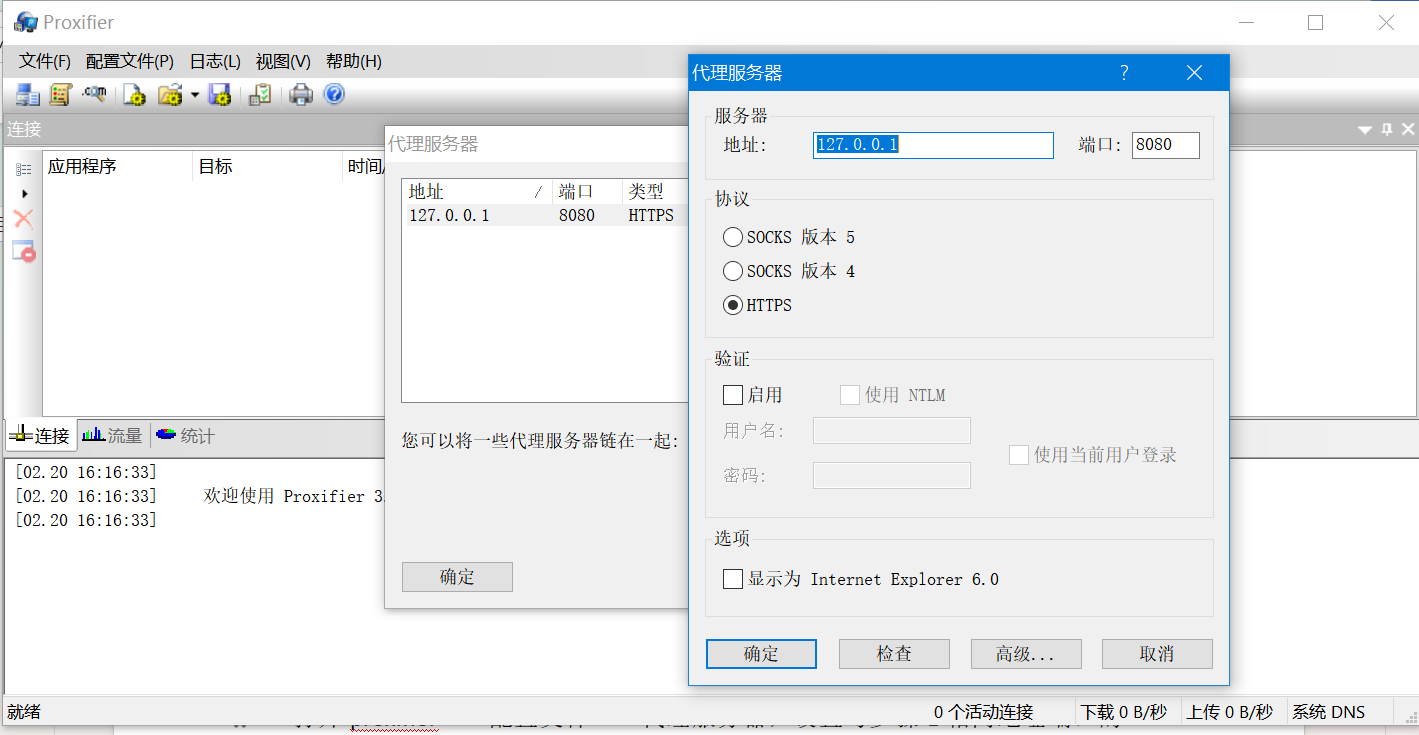 Proxifier
文件(F) 配置文件(P) 日志(L) 视图(V) 帮助(H)
连接
应用程序 目标 时间/
代理服务器
地址 / 端口 类型
127.0.0.1 8080 HTTPS
您可以将一些代理服务器链在一起:
确定
代理服务器 ?
服务器
地址: 127.0.0.1 端口: 8080
协议
SOCKS 版本 5
SOCKS 版本 4
HTTPS
验证
启用 使用 NTLM
用户名:
使用当前用户登录
密码:
选项
显示为 Internet Explorer 6.0
确定 检查 高级... 取消
连接 流量 统计
[02.20 16:16:33]
[02.20 16:16:33] 欢迎使用 Proxifier 3
[02.20 16:16:33]
就绪 0 个活动连接 下载 0 B/秒 上传 0 B/秒 系统 DNS